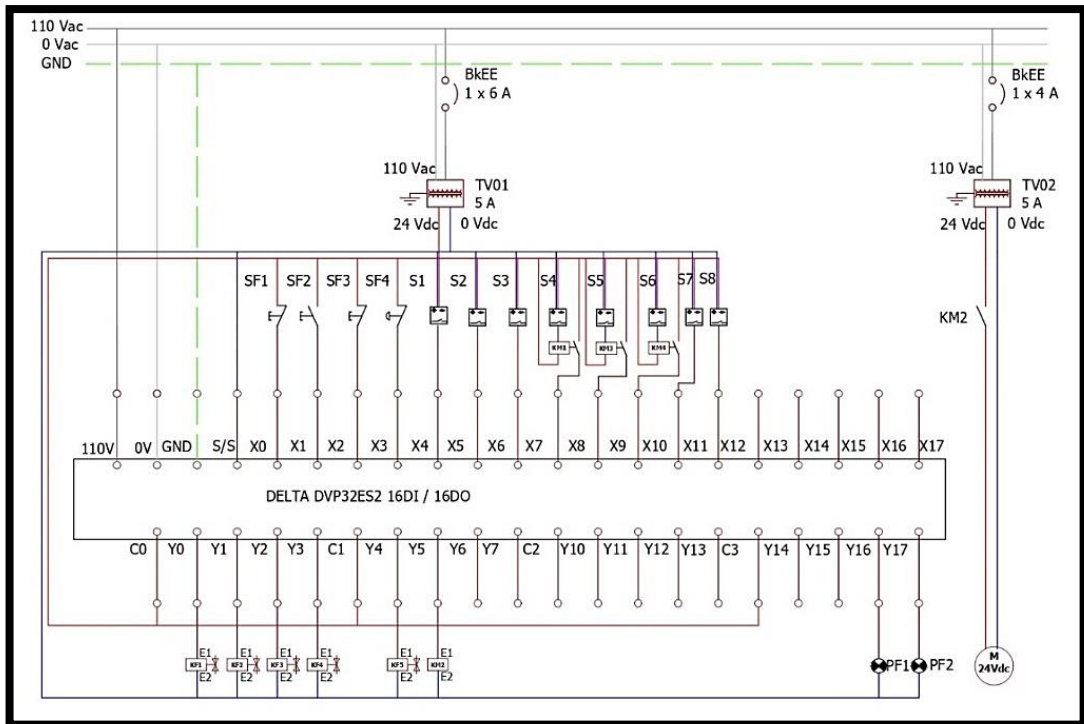 110 Vac
0 Vac
GND
BkEE
1 x 6 A
BkEE
1 x 4 A
110 Vac
TV01
5 A
24 Vdc 0 Vdc
110 Vac
TV02
5 A
24 Vdc 0 Vdc
SF1 SF2 SF3 SF4 S1 S2 S3 S4 S5 S6 S7 S8
KM2
KM3 KM4
110V 0V GND S/S X0 X1 X2 X3 X4 X5 X6 X7 X8 X9 X10 X11 X12 X13 X14 X15 X16 X17
DELTA DVP32ES2 16DI / 16DO
C0 Y0 Y1 Y2 Y3 C1 Y4 Y5 Y6 Y7 C2 Y10 Y11 Y12 Y13 C3 Y14 Y15 Y16 Y17
E1 E1 E1 E1 E1 E1
KF1 KF2 KF3 KF4 KF5 KM2
E2 E2 E2 E2 E2 E2
PF1 PF2
M
24Vdc